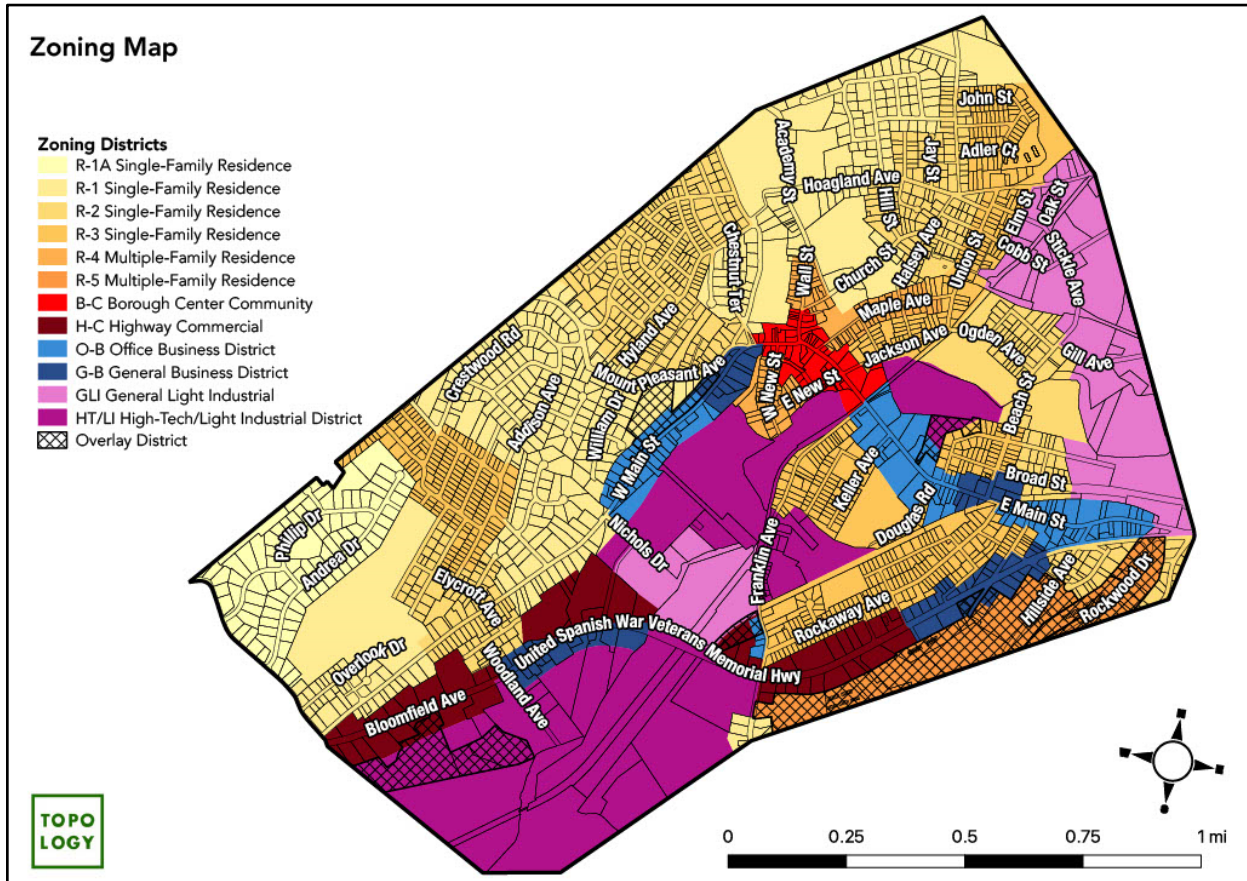 Zoning Map
Zoning Districts
R-1A Single-Family Residence
R-1 Single-Family Residence
R-2 Single-Family Residence
R-3 Single-Family Residence
R-4 Multiple-Family Residence
R-5 Multiple-Family Residence
B-C Borough Center Community
H-C Highway Commercial
O-B Office Business District
G-B General Business District
GLI General Light Industrial
HT/LI High-Tech/Light Industrial District
Overlay District
John St
Academy St
Jay St
Adler Ct
Hoagland Ave
Hill St
Elm St
Oak St
Chestnut Ter
Wall St
Church St
Halsey Ave
Union St
Cobb St
Stickle Ave
Maple Ave
Hyland Ave
Crestwood Rd
Mount Pleasant Ave
Jackson Ave
Ogden Ave
Gill Ave
W New St
E New St
Addison Ave
William Dr
Beach St
W Main St
Keller Ave
Broad St
Douglas Rd
E Main St
Phillip Dr
Andrea Dr
Nichols Dr
Franklin Ave
Elycroft Ave
Hillside Ave
Rockwood Dr
Rockaway Ave
Overlook Dr
United Spanish War Veterans Memorial Hwy
Woodland Ave
Bloomfield Ave
TOPO
LOGY
0 0.25 0.5 0.75 1 mi